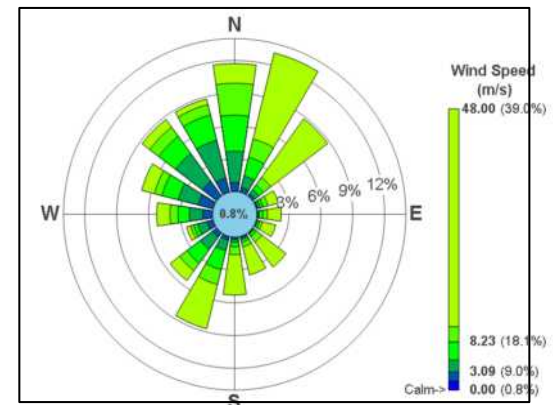 N
Wind Speed
(m/s)
48.00 (39.0%)
3% 6% 9% 12%
W
0.8%
E
8.23 (18.1%)
3.09 (9.0%)
Calm-> 0.00 (0.8%)
S